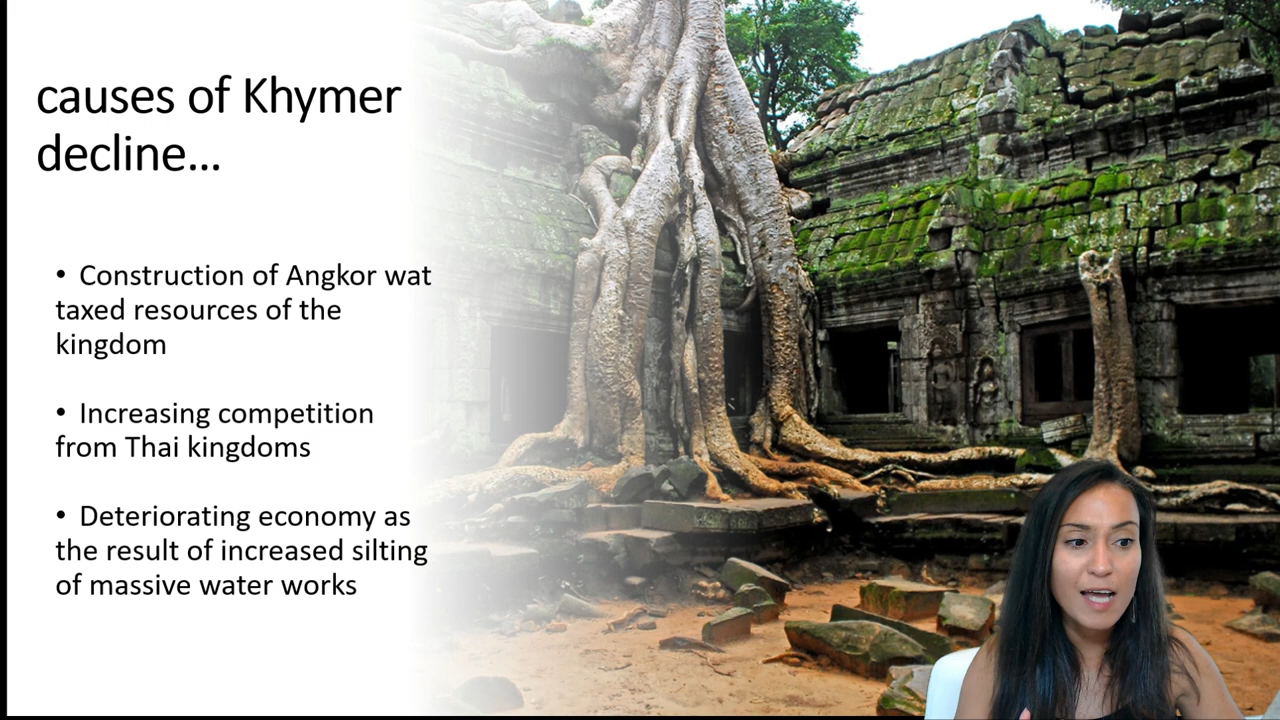 causes of Khymer
decline...
• Construction of Angkor wat
taxed resources of the
kingdom
• Increasing competition
from Thai kingdoms
• Deteriorating economy as
the result of increased silting
of massive water works